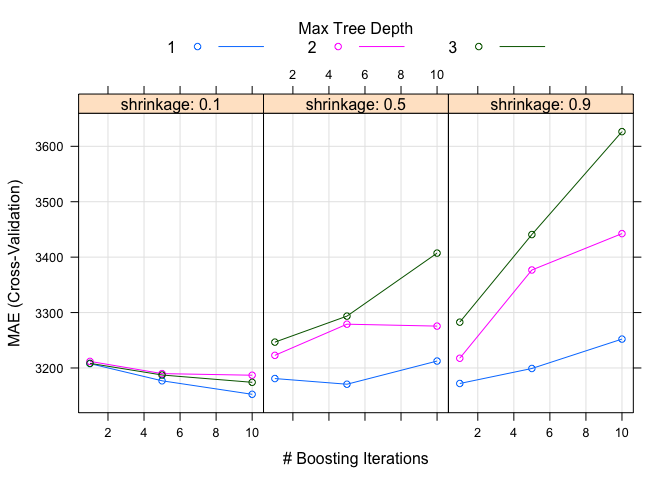 Max Tree Depth
1 2 3
2 4 6 8 10
shrinkage: 0.1 shrinkage: 0.5 shrinkage: 0.9
3600
3500
3400
3300
3200
2 4 6 8 10 2 4 6 8 10
# Boosting Iterations
MAE (Cross-Validation)